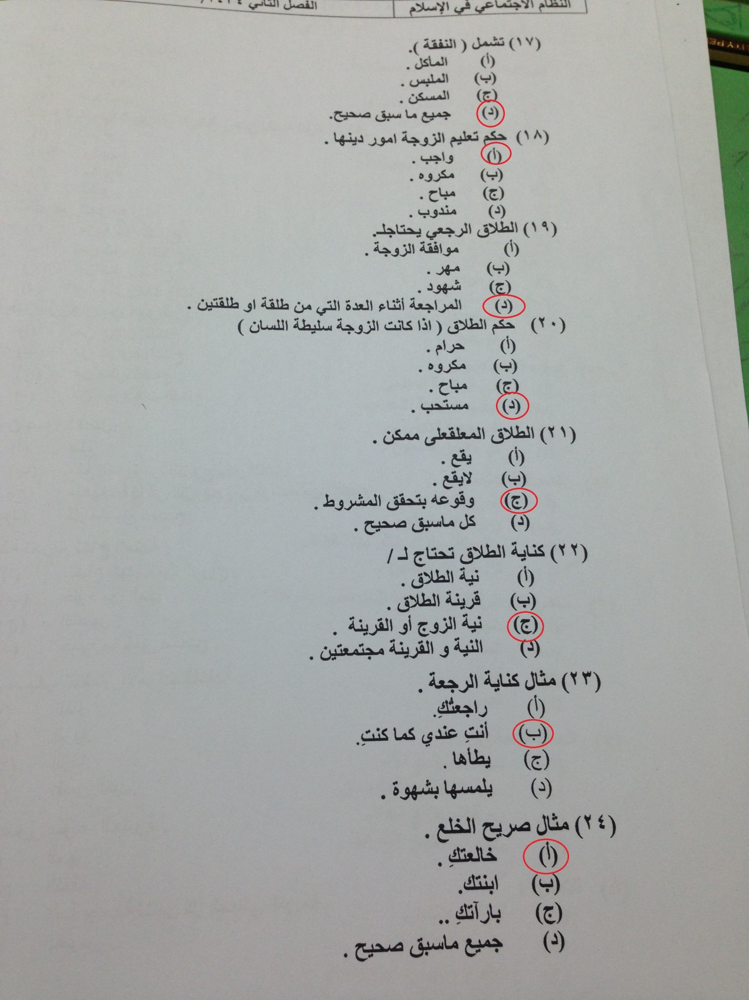 النظام الاجتماعي في الإسلام
الفصل الثاني
(١٧) تشمل ( النفقة ).
(أ) المأكل .
(ب) الملبس .
(ج) المسكن .
(د) جميع ما سبق صحيح.
(١٨) حكم تعليم الزوجة امور دينها .
(أ) واجب .
(ب) مكروه .
(ج) مباح .
(د) مندوب .
(١٩) الطلاق الرجعي يحتاجلـ.
(أ) موافقة الزوجة .
(ب) مهر .
(ج) شهود .
(د) المراجعة أثناء العدة التي من طلقة او طلقتين .
(٢٠) حكم الطلاق ( اذا كانت الزوجة سليطة اللسان )
(أ) حرام .
(ب) مكروه .
(ج) مباح .
(د) مستحب .
(٢١) الطلاق المعلقعلى ممكن .
(أ) يقع .
(ب) لايقع .
(ج) وقوعه بتحقق المشروط .
(د) كل ماسبق صحيح .
(٢٢) كناية الطلاق تحتاج لـ /
(أ) نية الطلاق .
(ب) قرينة الطلاق .
(ج) نية الزوج أو القرينة .
(د) النية و القرينة مجتمعتين .
(٢٣) مثال كناية الرجعة .
(أ) راجعتُكِ.
(ب) أنتِ عندي كما كنتِ.
(ج) يطأها .
(د) يلمسها بشهوة .
(٢٤) مثال صريح الخلع .
(أ) خالعتكِ .
(ب) ابنتك.
(ج) بارآتكِ ..
(د) جميع ماسبق صحيح .